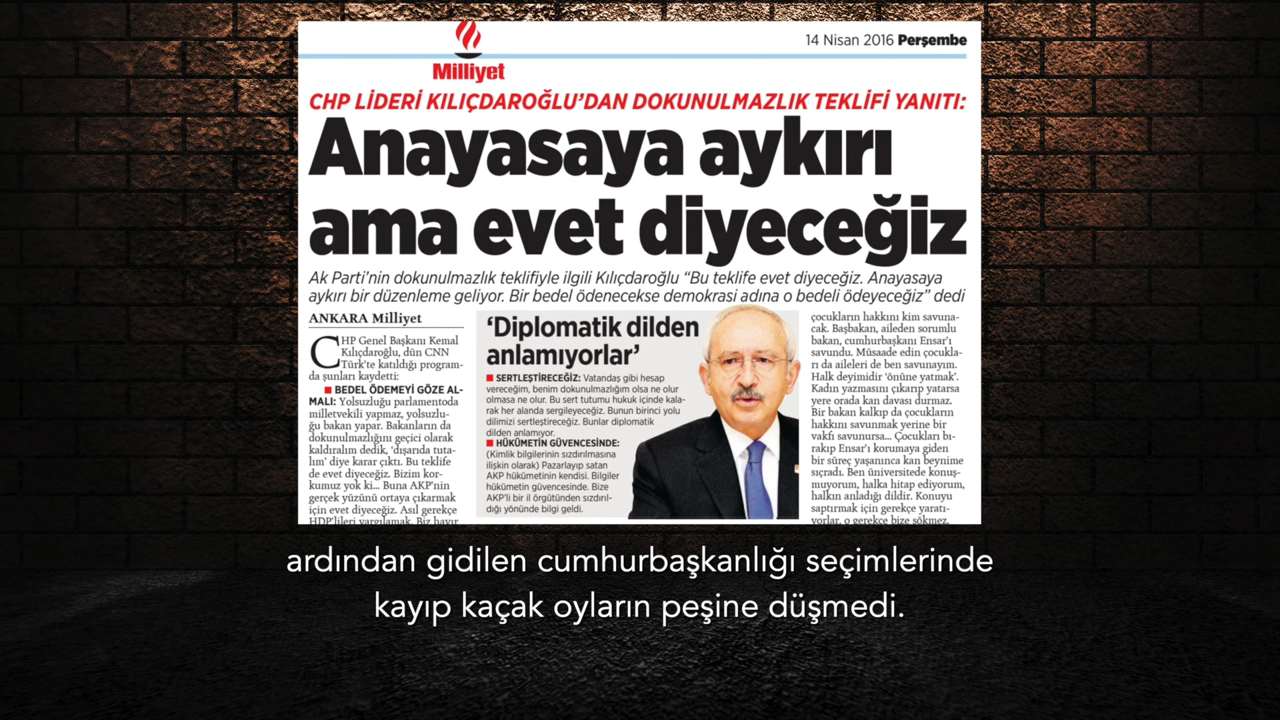 14 Nisan 2016 Perşembe
Milliyet
CHP LİDERİ KILIÇDAROĞLU'DAN DOKUNULMAZLIK TEKLİFİ YANITI:
Anayasaya aykırı
ama evet diyeceğiz
Ak Parti'nin dokunulmazlık teklifiyle ilgili Kılıçdaroğlu “Bu teklife evet diyeceğiz. Anayasaya
aykırı bir düzenleme geliyor. Bir bedel ödenecekse demokrasi adına o bedeli ödeyeceğiz” dedi
ANKARA Milliyet
CHP Genel Başkanı Kemal
Kılıçdaroğlu, dün CNN
Türk'te katıldığı program-
da şunları kaydetti:
■ BEDEL ÖDEMEYİ GÖZE AL-
MALI: Yolsuzluğu parlamentoda
milletvekili yapmaz, yolsuzlu-
ğu bakan yapar. Bakanların da
dokunulmazlığını geçici olarak
kaldıralım dedik, ‘dışarıda tuta-
lım’ diye karar çıktı. Bu teklife
de evet diyeceğiz. Bizim kor-
kumuz yok ki... Buna AKP'nin
gerçek yüzünü ortaya çıkarmak
için evet diyeceğiz. Asıl gerekçe
HDP'lileri yargılamak. Biz hayır
‘Diplomatik dilden
anlamıyorlar’
■ SERTLEŞTİRECEĞİZ: Vatandaş gibi hesap
vereceğim, benim dokunulmazlığım olsa ne olur
olmasa ne olur. Bu sert tutumu hukuk içinde kala-
rak her alanda sergileyeceğiz. Bunun birinci yolu
dilimizi sertleştireceğiz. Bunlar diplomatik
dilden anlamıyor.
■ HÜKÜMETİN GÜVENCESİNDE:
(Kimlik bilgilerinin sızdırılmasına
ilişkin olarak) Pazarlayıp satan
AKP hükümetinin kendisi. Bilgiler
hükümetin güvencesinde. Bize
AKP'li bir il örgütünden sızdırıl-
dığı yönünde bilgi geldi.
çocukların hakkını kim savuna-
cak. Başbakan, aileden sorumlu
bakan, cumhurbaşkanı Ensar'ı
savundu. Müsaade edin çocukla-
rı da aileleri de ben savunayım.
Halk deyimidir ‘önüne yatmak’.
Kadın yazmasını çıkarıp yatarsa
yere orada kan davası durmaz.
Bir bakan kalkıp da çocukların
hakkını savunmak yerine bir
vakfı savunursa... Çocukları bı-
rakıp Ensar'ı korumaya giden
bir süreç yaşanınca kan beynime
sıçradı. Ben üniversitede konuş-
muyorum, halka hitap ediyorum,
halkın anladığı dildir. Konuyu
saptırmak için gerekçe yaratı-
yorlar, o gerekçe bize sökmez.
ardından gidilen cumhurbaşkanlığı seçimlerinde
kayıp kaçak oyların peşine düşmedi.